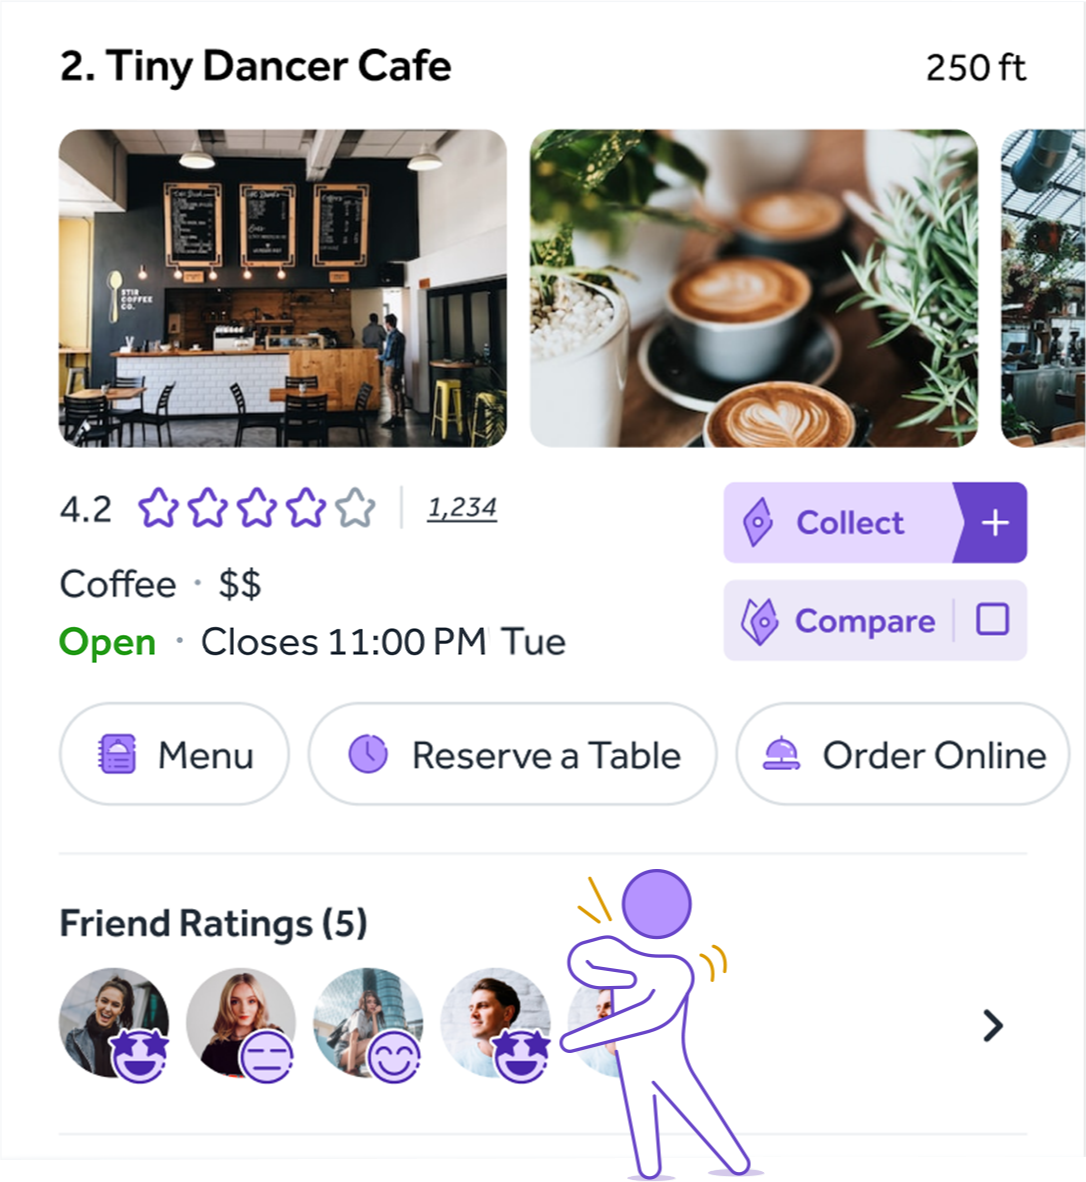 2. Tiny Dancer Cafe
250 ft
STIR
COFFEE
CO.
4.2
1,234
Collect
+
Coffee · $$
Compare
Open · Closes 11:00 PM Tue
Menu
Reserve a Table
Order Online
Friend Ratings (5)